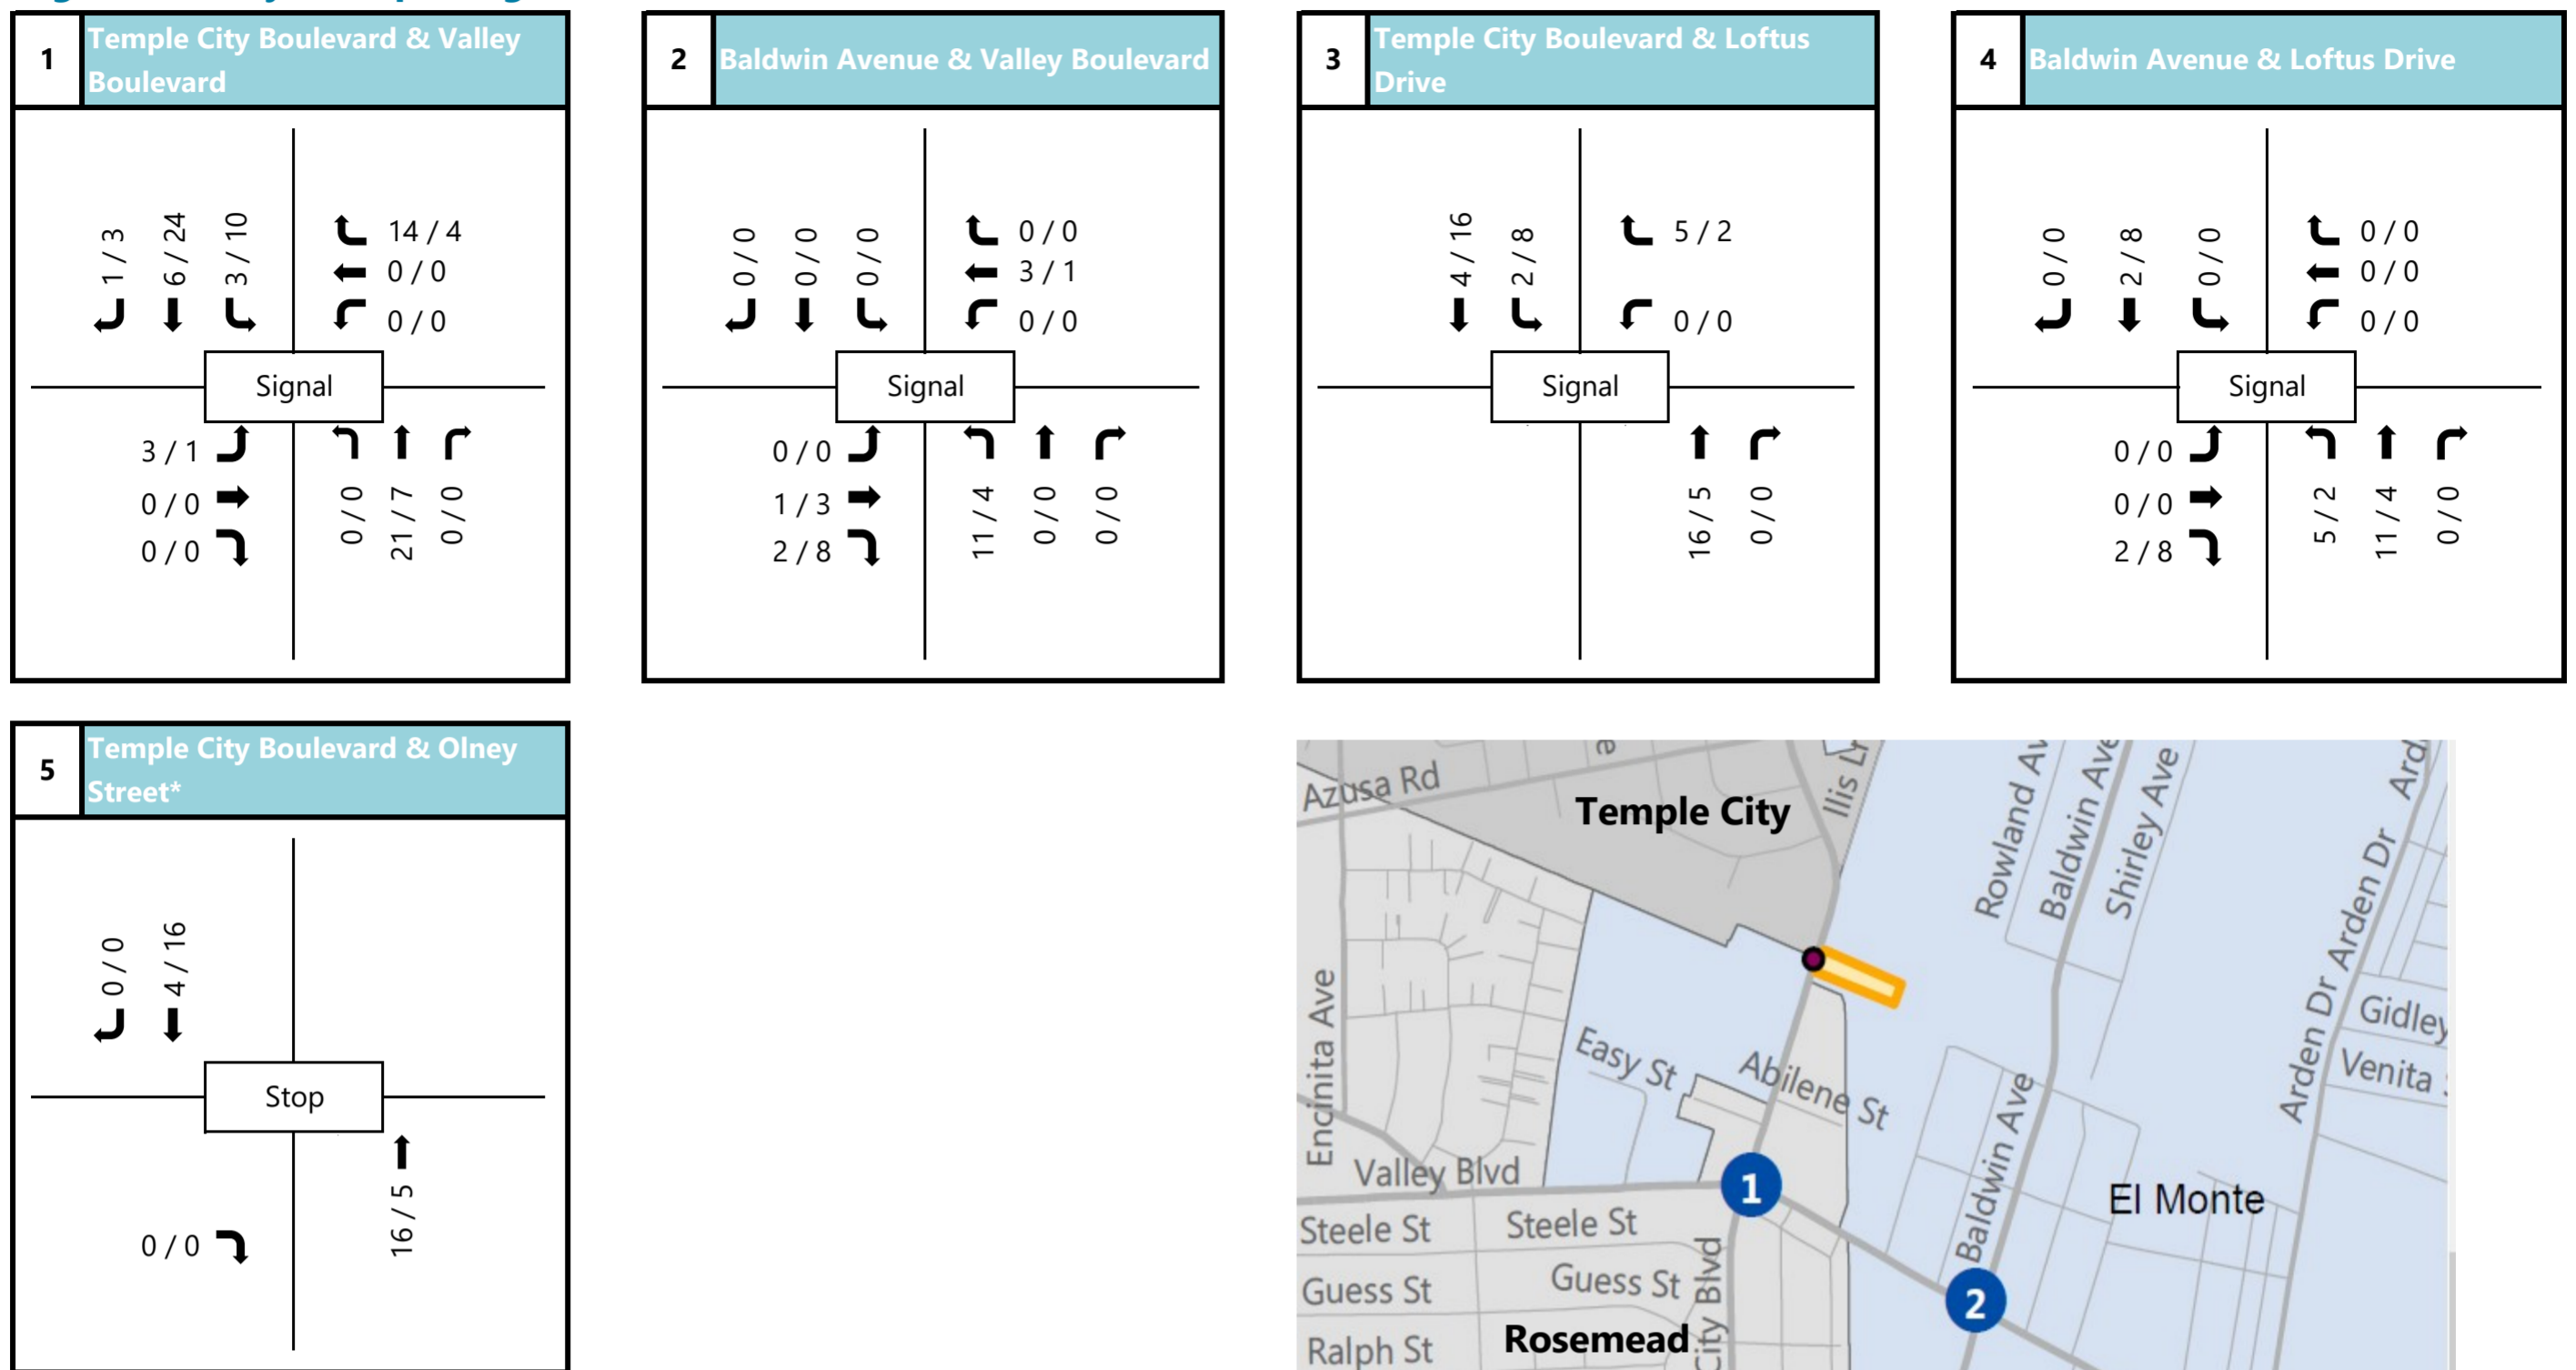 1
Temple City Boulevard & Valley
Boulevard
1 / 3
6 / 24
3 / 10
14 / 4
0 / 0
0 / 0
Signal
3 / 1
0 / 0
0 / 0
0 / 0
21 / 7
0 / 0
2
Baldwin Avenue & Valley Boulevard
0 / 0
0 / 0
0 / 0
0 / 0
3 / 1
0 / 0
Signal
0 / 0
1 / 3
2 / 8
11 / 4
0 / 0
0 / 0
3
Temple City Boulevard & Loftus
Drive
4 / 16
2 / 8
5 / 2
0 / 0
Signal
16 / 5
0 / 0
4
Baldwin Avenue & Loftus Drive
0 / 0
2 / 8
0 / 0
0 / 0
0 / 0
0 / 0
Signal
0 / 0
0 / 0
2 / 8
5 / 2
11 / 4
0 / 0
5
Temple City Boulevard & Olney
Street*
0 / 0
4 / 16
Stop
0 / 0
16 / 5
Azusa Rd
Temple City
Rowland Av
Baldwin Ave
Shirley Ave
Arden Dr
Arden Dr
Ard
Gidley
Venita
Encinita Ave
Easy St
Abilene St
Baldwin Ave
El Monte
Valley Blvd
1
Steele St
Steele St
2
Guess St
Guess St
City Blvd
Ralph St
Rosemead